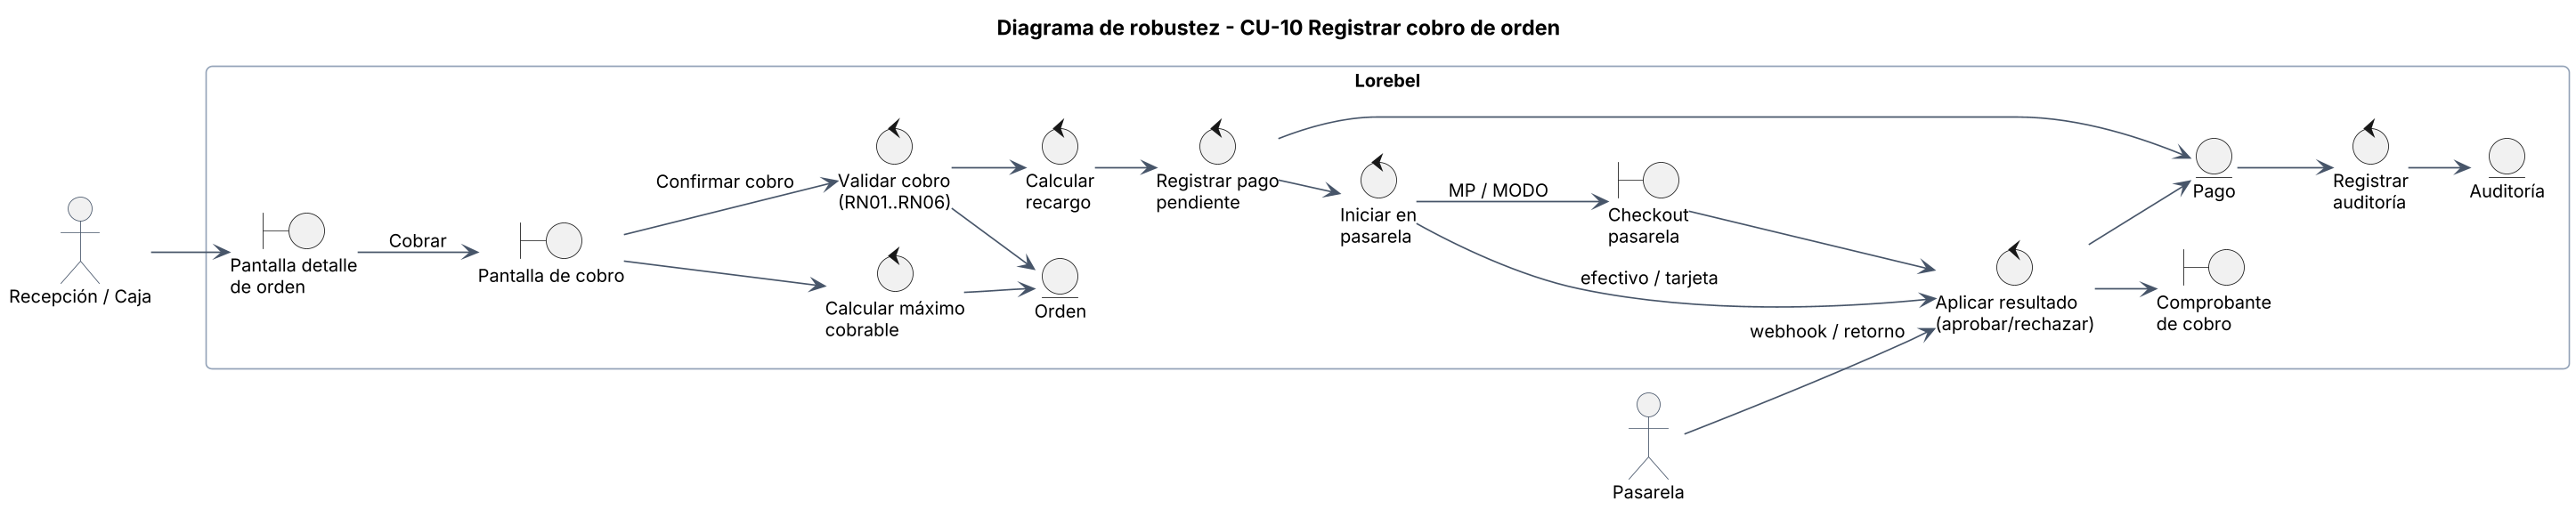 Diagrama de robustez - CU-10 Registrar cobro de orden
Lorebel
Recepción / Caja
Pantalla detalle
de orden
Cobrar
Pantalla de cobro
Confirmar cobro
Validar cobro
(RN01..RN06)
Calcular máximo
cobrable
Calcular
recargo
Orden
Registrar pago
pendiente
Iniciar en
pasarela
MP / MODO
efectivo / tarjeta
Checkout
pasarela
webhook / retorno
Pasarela
Aplicar resultado
(aprobar/rechazar)
Pago
Comprobante
de cobro
Registrar
auditoría
Auditoría